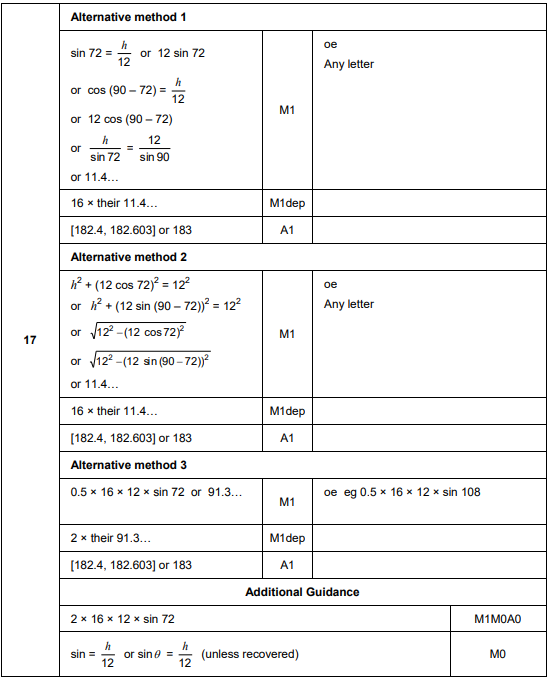 17
Alternative method 1
sin 72 = h/12 or 12 sin 72
or cos (90 – 72) = h/12
or 12 cos (90 – 72)
or h/sin 72 = 12/sin 90
or 11.4…
M1
oe
Any letter
16 × their 11.4… M1dep
[182.4, 182.603] or 183 A1
Alternative method 2
h² + (12 cos 72)² = 12²
or h² + (12 sin (90 – 72))² = 12²
or √(12² – (12 cos 72)²)
or √(12² – (12 sin (90 – 72))²)
or 11.4…
M1
oe
Any letter
16 × their 11.4… M1dep
[182.4, 182.603] or 183 A1
Alternative method 3
0.5 × 16 × 12 × sin 72 or 91.3… M1 oe eg 0.5 × 16 × 12 × sin 108
2 × their 91.3… M1dep
[182.4, 182.603] or 183 A1
Additional Guidance
2 × 16 × 12 × sin 72 M1M0A0
sin = h/12 or sin θ = h/12 (unless recovered) M0